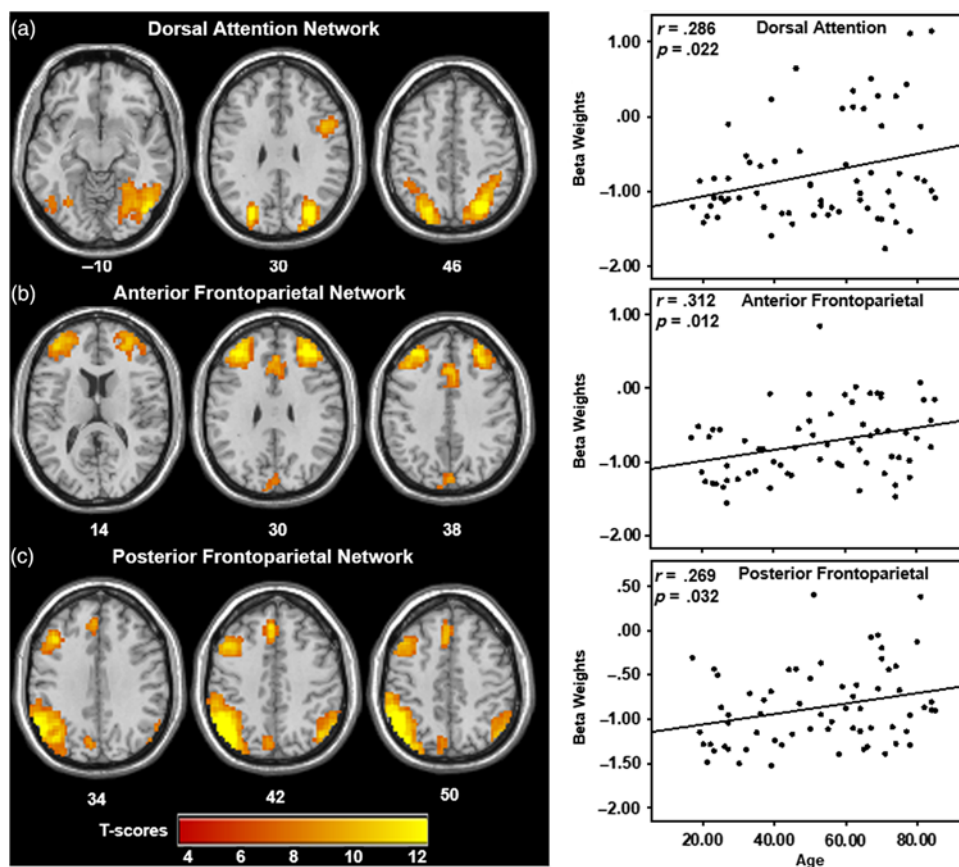 (a)
Dorsal Attention Network
–10
30
46
(b)
Anterior Frontoparietal Network
14
30
38
(c)
Posterior Frontoparietal Network
34
42
50
T-scores
4 6 8 10 12
r = .286
p = .022
Dorsal Attention
Beta Weights
1.00
.00
–1.00
–2.00
r = .312
p = .012
Anterior Frontoparietal
Beta Weights
1.00
.00
–1.00
–2.00
r = .269
p = .032
Posterior Frontoparietal
Beta Weights
.50
.00
–.50
–1.00
–1.50
–2.00
20.00 40.00 60.00 80.00
Age